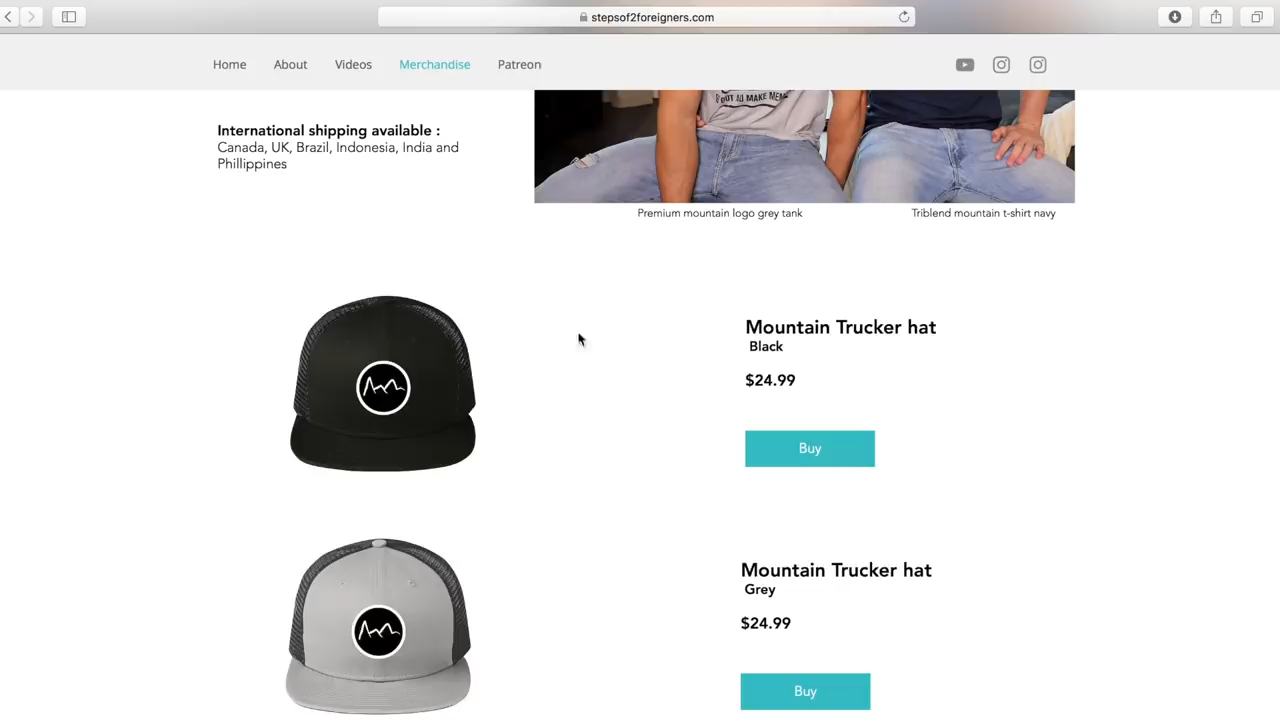 stepsof2foreigners.com
Home About Videos Merchandise Patreon
International shipping available :
Canada, UK, Brazil, Indonesia, India and
Phillippines
Premium mountain logo grey tank
Triblend mountain t-shirt navy
Mountain Trucker hat
Black
$24.99
Buy
Mountain Trucker hat
Grey
$24.99
Buy